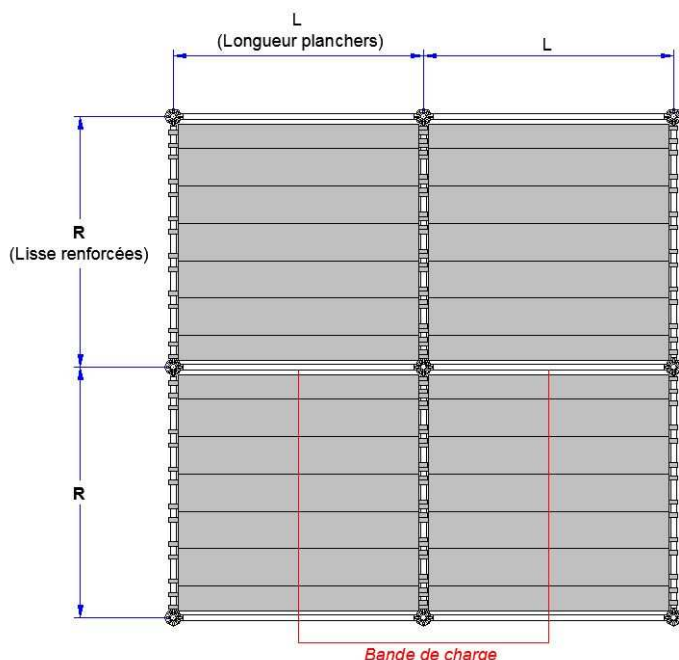 L
(Longueur planchers)
L
R
(Lisse renforcées)
R
Bande de charge